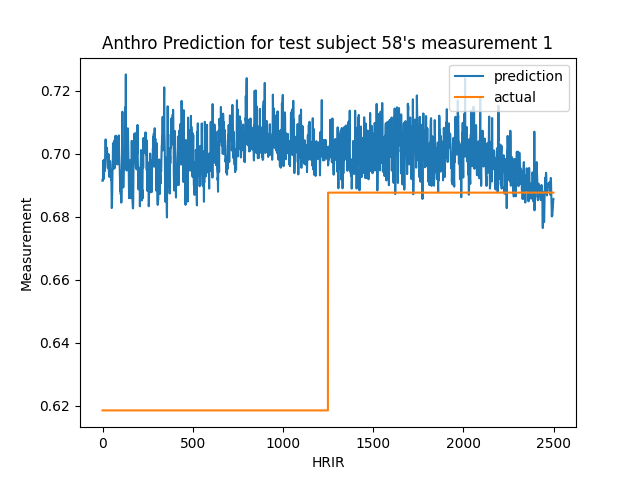 Anthro Prediction for test subject 58's measurement 1
prediction
actual
Measurement
0.72
0.70
0.68
0.66
0.64
0.62
0
500
1000
1500
2000
2500
HRIR